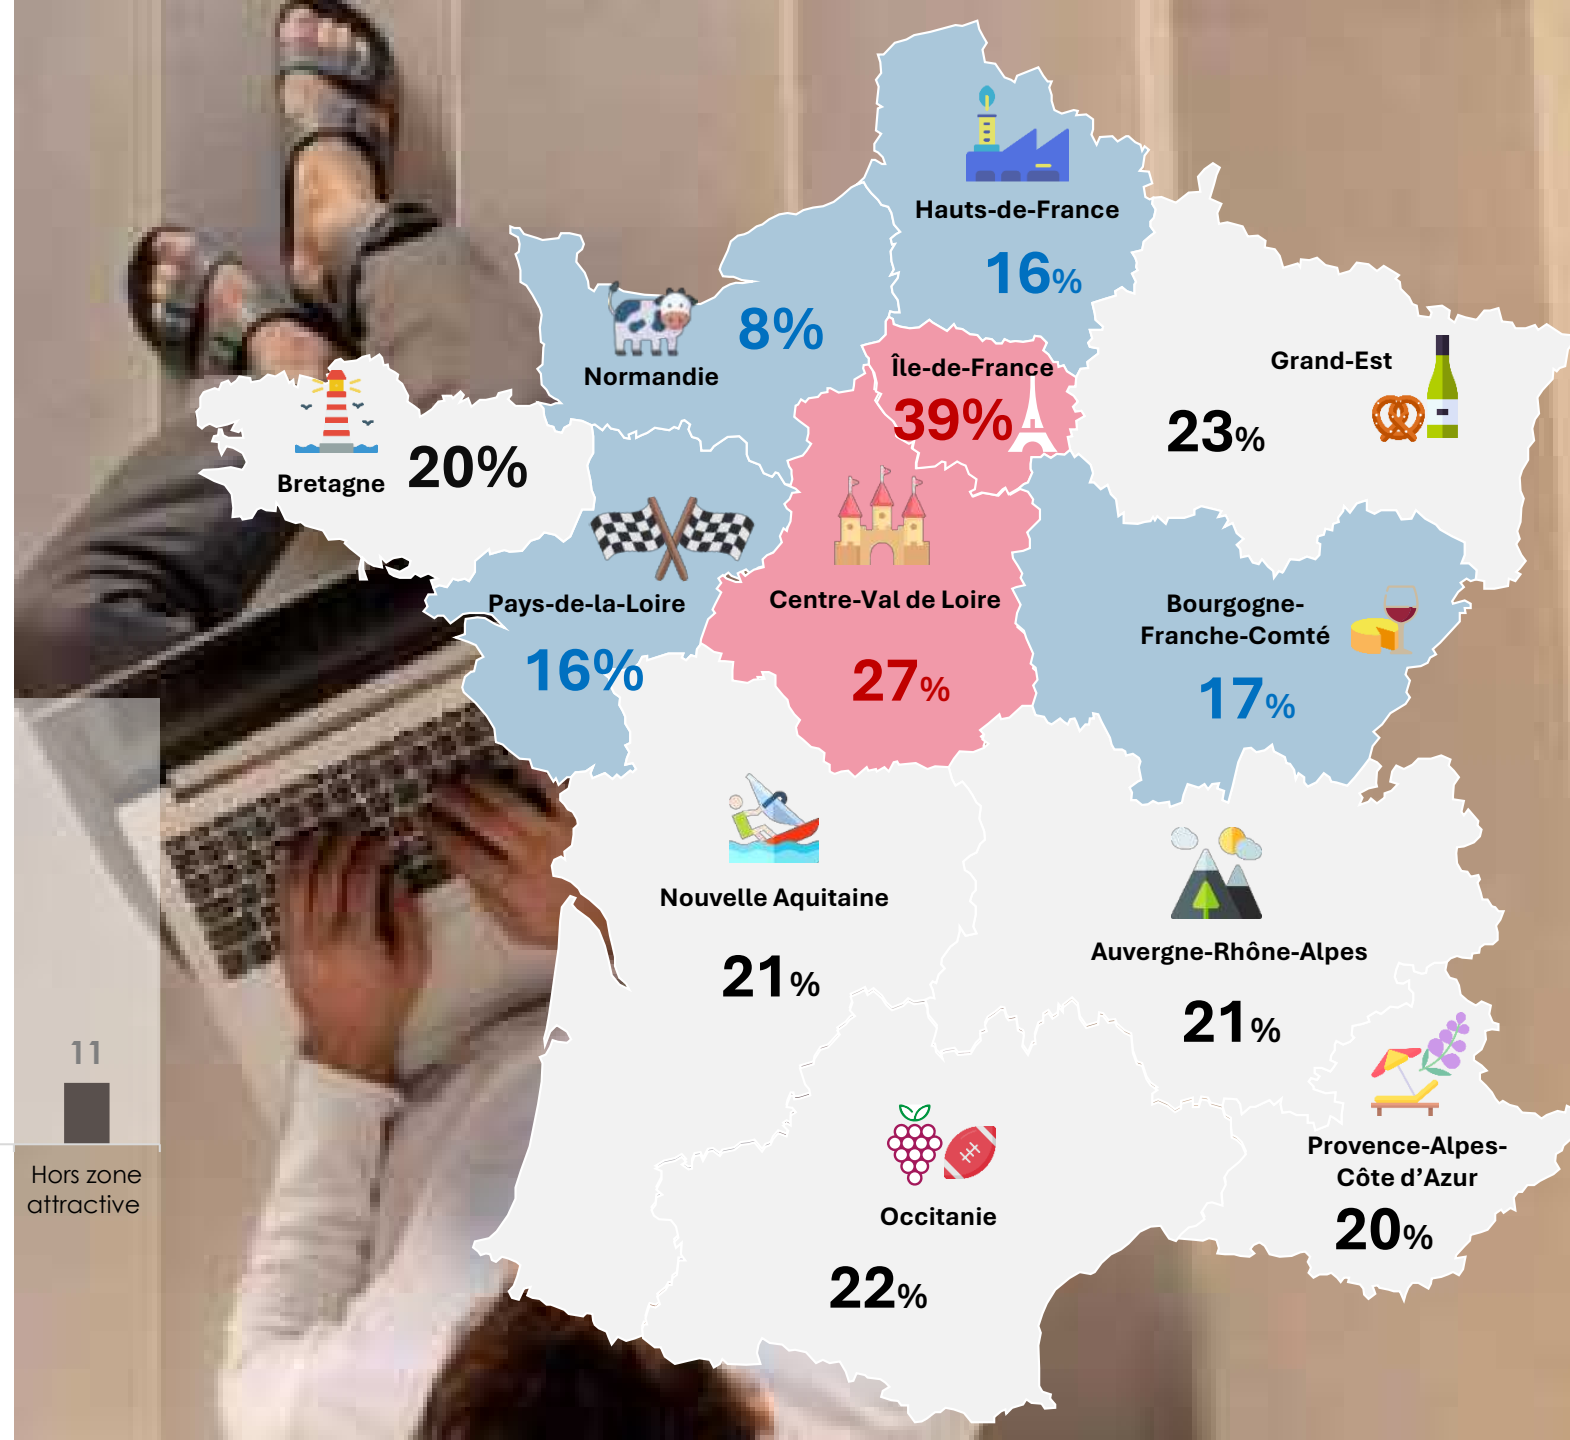 Hauts-de-France
16%
Normandie
8%
Île-de-France
39%
Grand-Est
23%
Bretagne
20%
Pays-de-la-Loire
16%
Centre-Val de Loire
27%
Bourgogne-
Franche-Comté
17%
Nouvelle Aquitaine
21%
Auvergne-Rhône-Alpes
21%
11
Hors zone
attractive
Provence-Alpes-
Côte d’Azur
20%
Occitanie
22%